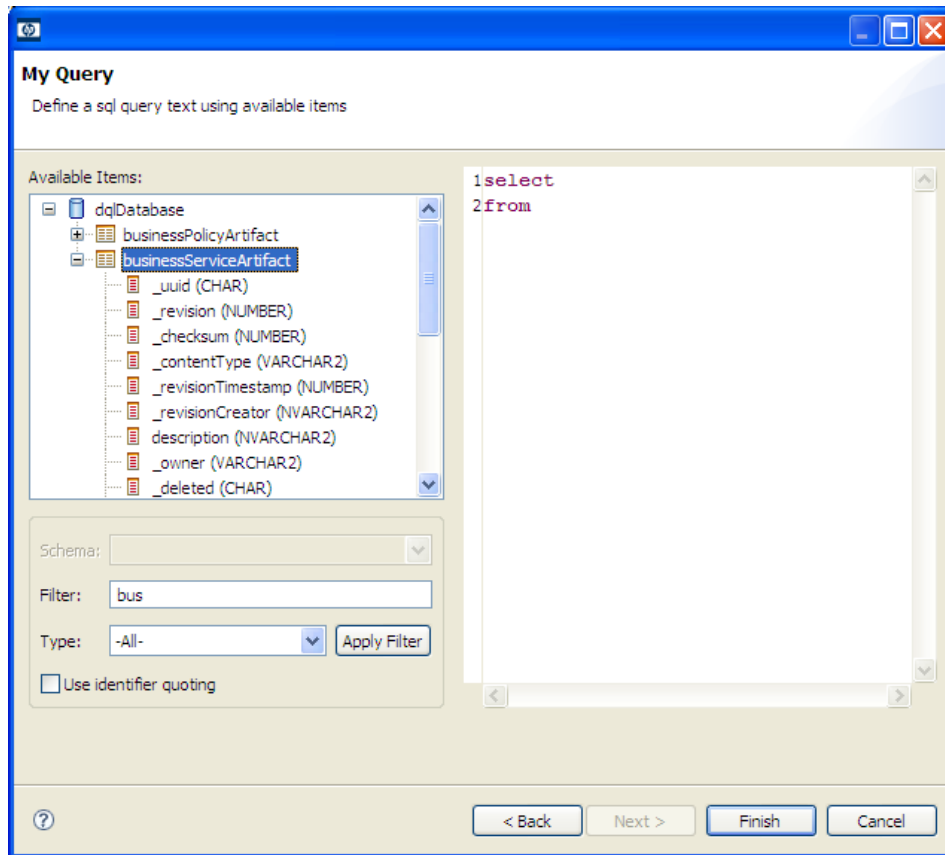 hp
My Query
Define a sql query text using available items
Available Items:
dqlDatabase
businessPolicyArtifact
businessServiceArtifact
_uuid (CHAR)
_revision (NUMBER)
_checksum (NUMBER)
_contentType (VARCHAR2)
_revisionTimestamp (NUMBER)
_revisionCreator (NVARCHAR2)
description (NVARCHAR2)
_owner (VARCHAR2)
_deleted (CHAR)
1select
2from
Schema:
Filter: bus
Type: -All- Apply Filter
Use identifier quoting
? < Back Next > Finish Cancel